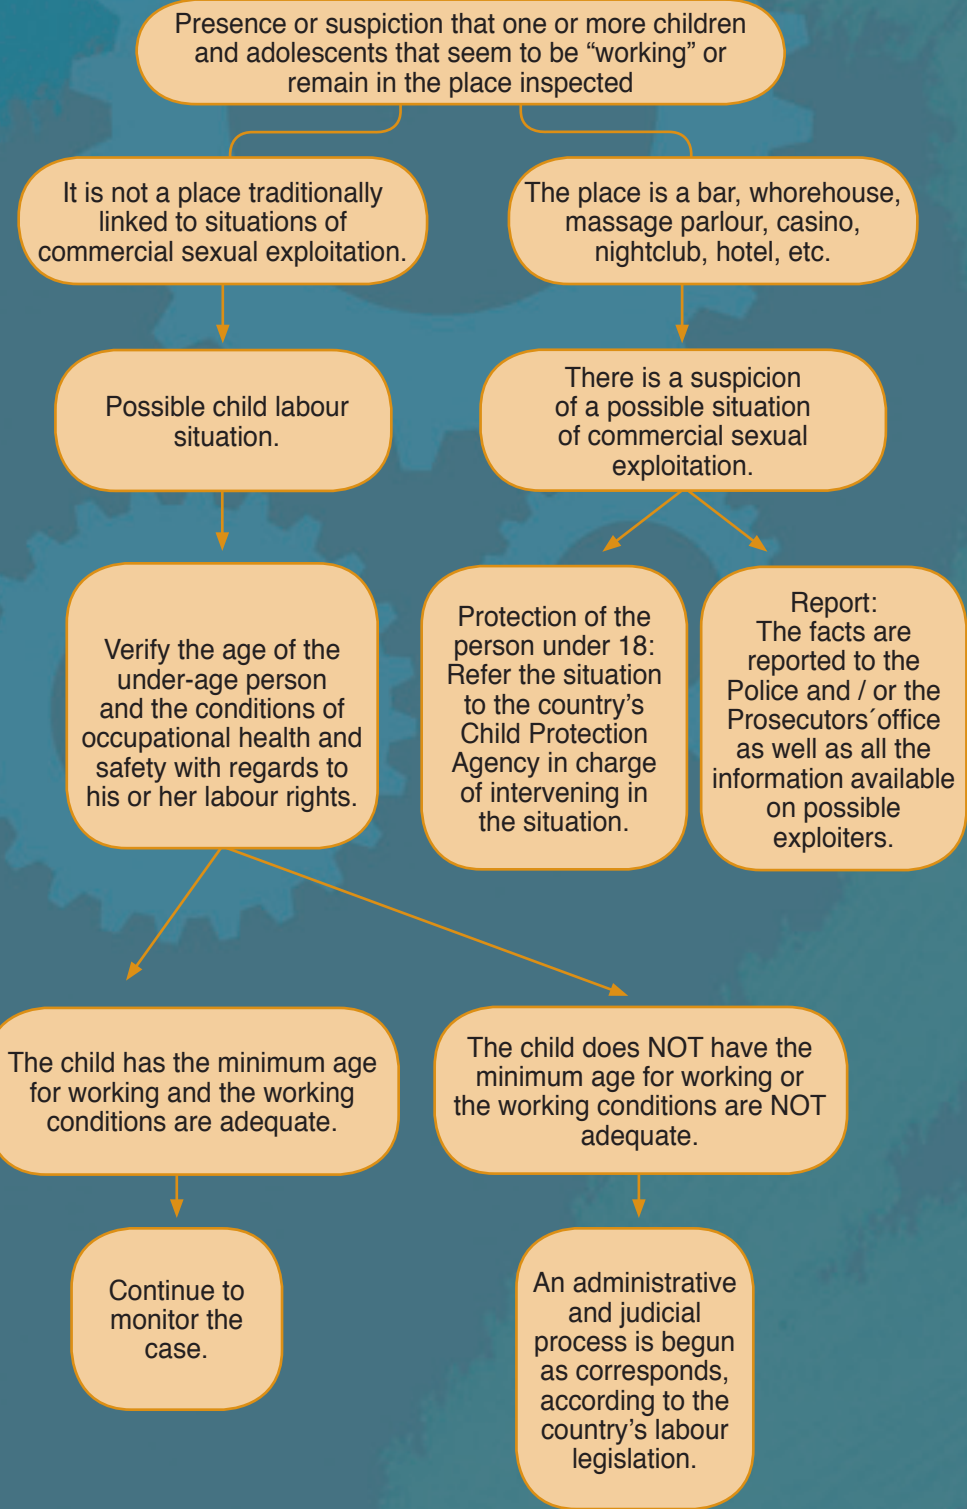 Presence or suspiction that one or more children
and adolescents that seem to be “working” or
remain in the place inspected
It is not a place traditionally
linked to situations of
commercial sexual exploitation.
The place is a bar, whorehouse,
massage parlour, casino,
nightclub, hotel, etc.
Possible child labour
situation.
There is a suspicion
of a possible situation
of commercial sexual
exploitation.
Verify the age of the
under-age person
and the conditions of
occupational health and
safety with regards to
his or her labour rights.
Protection of the
person under 18:
Refer the situation
to the country’s
Child Protection
Agency in charge
of intervening in
the situation.
Report:
The facts are
reported to the
Police and / or the
Prosecutors´office
as well as all the
information available
on possible
exploiters.
The child has the minimum age
for working and the working
conditions are adequate.
The child does NOT have the
minimum age for working or
the working conditions are NOT
adequate.
Continue to
monitor the
case.
An administrative
and judicial
process is begun
as corresponds,
according to the
country’s labour
legislation.